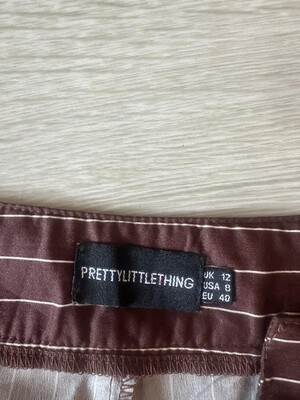 PRETTYLITTLETHING
UK 12
USA 8
EU 40